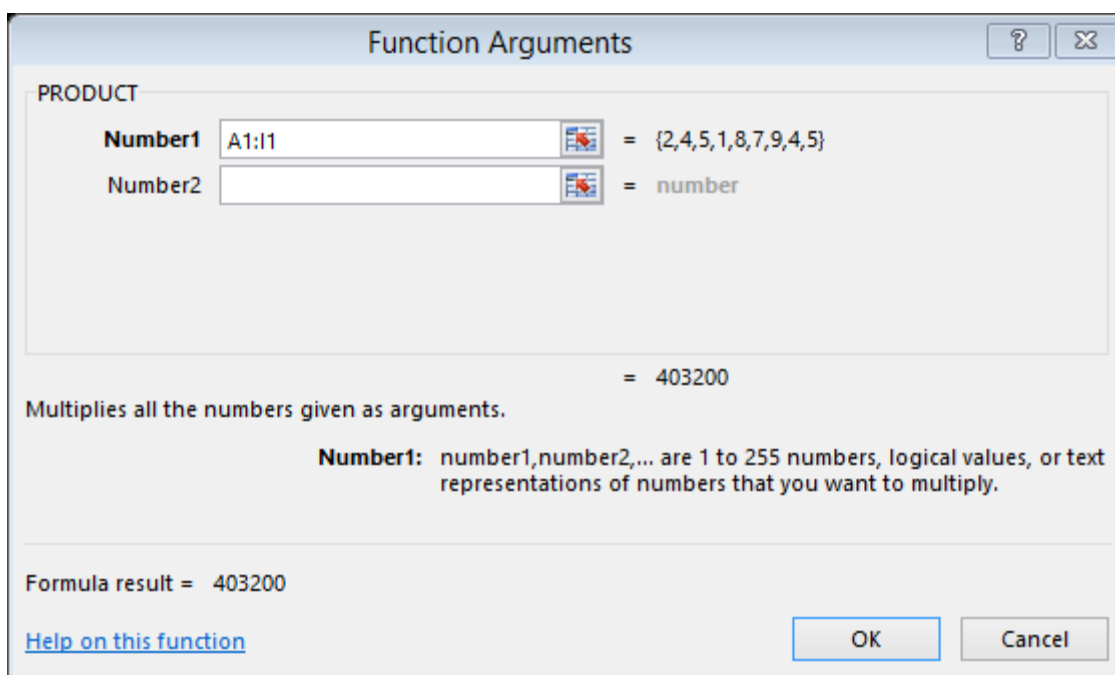 Function Arguments
PRODUCT
Number1 A1:I1 = {2,4,5,1,8,7,9,4,5}
Number2 = number
= 403200
Multiplies all the numbers given as arguments.
Number1: number1,number2,... are 1 to 255 numbers, logical values, or text
representations of numbers that you want to multiply.
Formula result = 403200
Help on this function OK Cancel